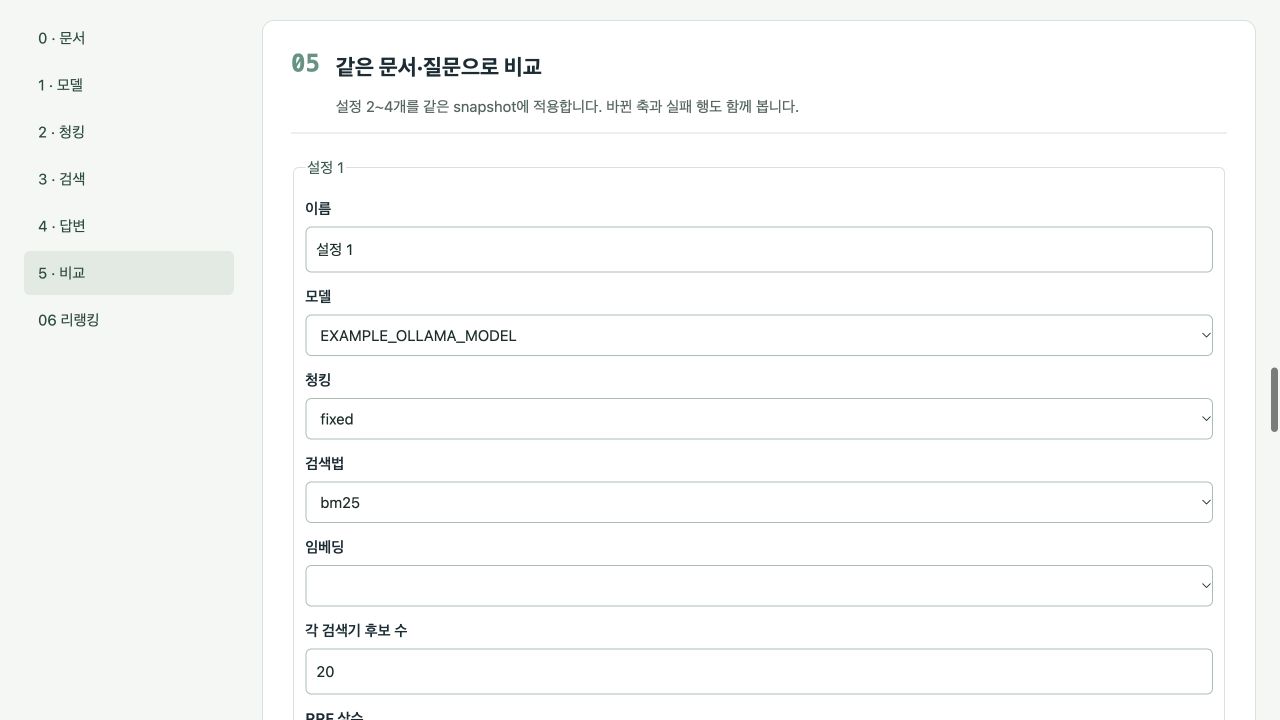 0 · 문서
1 · 모델
2 · 청킹
3 · 검색
4 · 답변
5 · 비교
06 리랭킹
05 같은 문서·질문으로 비교
설정 2~4개를 같은 snapshot에 적용합니다. 바뀐 축과 실패 행도 함께 봅니다.
설정 1
이름
설정 1
모델
EXAMPLE_OLLAMA_MODEL
청킹
fixed
검색법
bm25
임베딩
각 검색기 후보 수
20
RRF 상수